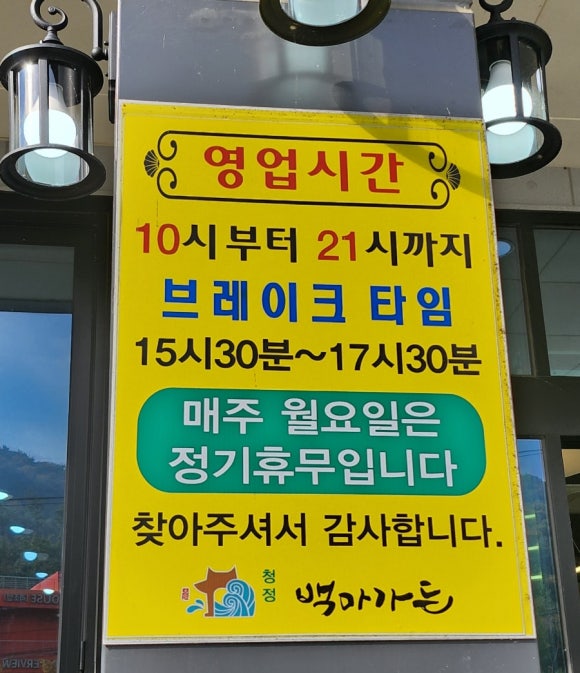 영업시간
10시부터 21시까지
브레이크 타임
15시30분~17시30분
매주 월요일은
정기휴무입니다
찾아주셔서 감사합니다.
청정
백마가든